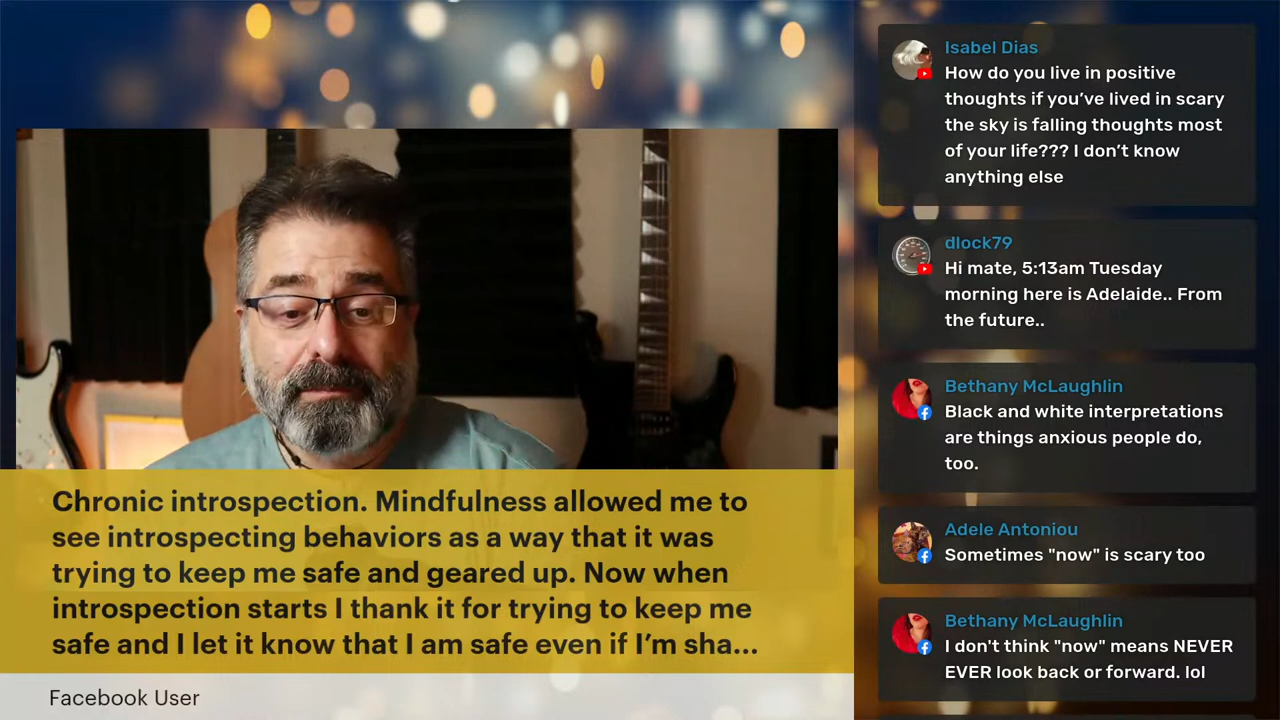 Chronic introspection. Mindfulness allowed me to
see introspecting behaviors as a way that it was
trying to keep me safe and geared up. Now when
introspection starts I thank it for trying to keep me
safe and I let it know that I am safe even if I’m sha...
Facebook User
Isabel Dias
How do you live in positive
thoughts if you’ve lived in scary
the sky is falling thoughts most
of your life??? I don’t know
anything else
dlock79
Hi mate, 5:13am Tuesday
morning here is Adelaide.. From
the future..
Bethany McLaughlin
Black and white interpretations
are things anxious people do,
too.
Adele Antoniou
Sometimes "now" is scary too
Bethany McLaughlin
I don't think "now" means NEVER
EVER look back or forward. lol